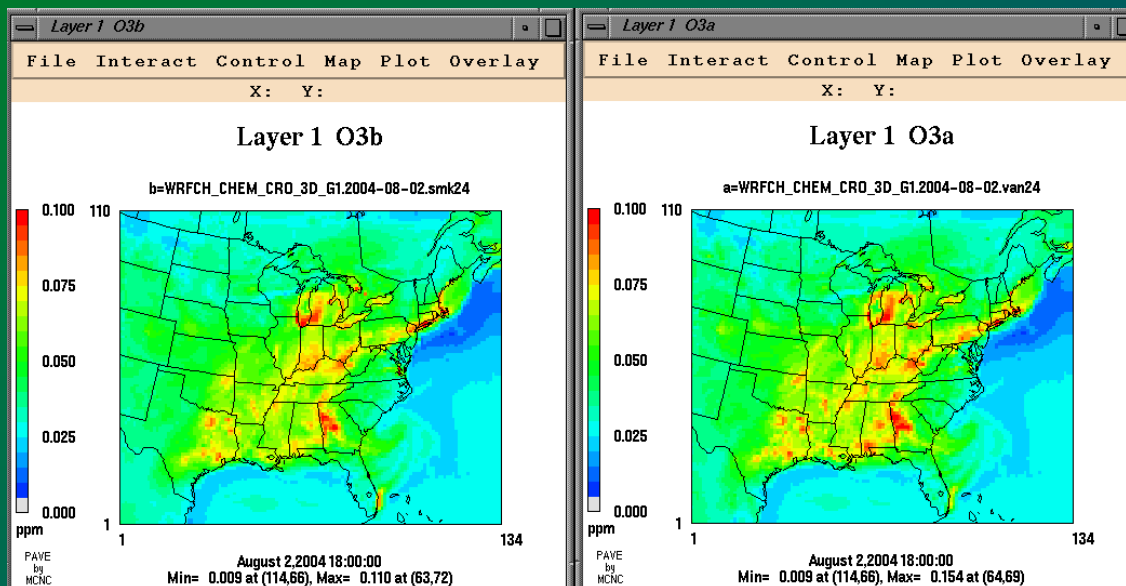 Layer 1 O3b
File Interact Control Map Plot Overlay
X: Y:
Layer 1 O3b
b=WRFCH_CHEM_CRO_3D_G1.2004-08-02.smk24
0.100
0.075
0.050
0.025
0.000
ppm
110
1
1
134
PAVE
by
MCNC
August 2,2004 18:00:00
Min= 0.009 at (114,66), Max= 0.110 at (63,72)
Layer 1 O3a
File Interact Control Map Plot Overlay
X: Y:
Layer 1 O3a
a=WRFCH_CHEM_CRO_3D_G1.2004-08-02.van24
0.100
0.075
0.050
0.025
0.000
ppm
110
1
1
134
PAVE
by
MCNC
August 2,2004 18:00:00
Min= 0.009 at (114,66), Max= 0.154 at (64,69)